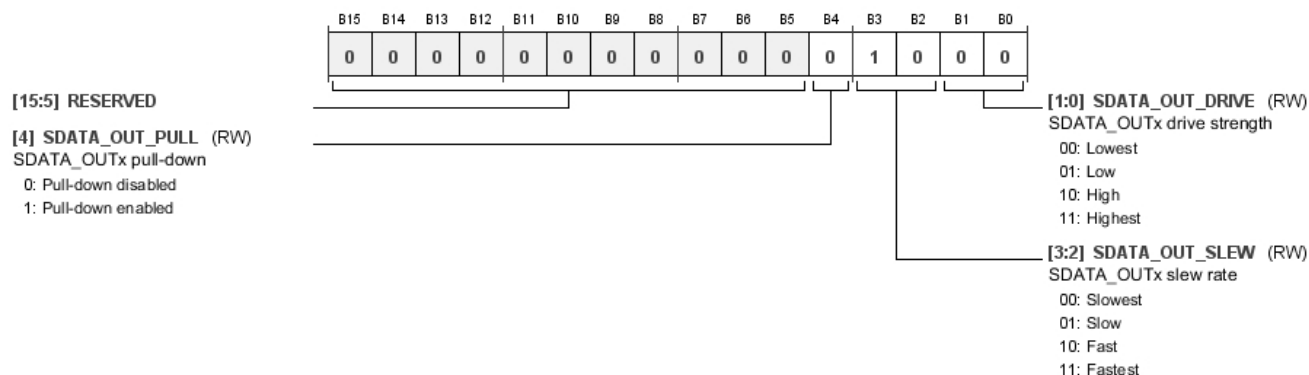 B15 B14 B13 B12 B11 B10 B9 B8 B7 B6 B5 B4 B3 B2 B1 B0
0 0 0 0 0 0 0 0 0 0 0 0 1 0 0 0
[15:5] RESERVED
[4] SDATA_OUT_PULL (RW)
SDATA_OUTx pull-down
0: Pull-down disabled
1: Pull-down enabled
[1:0] SDATA_OUT_DRIVE (RW)
SDATA_OUTx drive strength
00: Lowest
01: Low
10: High
11: Highest
[3:2] SDATA_OUT_SLEW (RW)
SDATA_OUTx slew rate
00: Slowest
01: Slow
10: Fast
11: Fastest